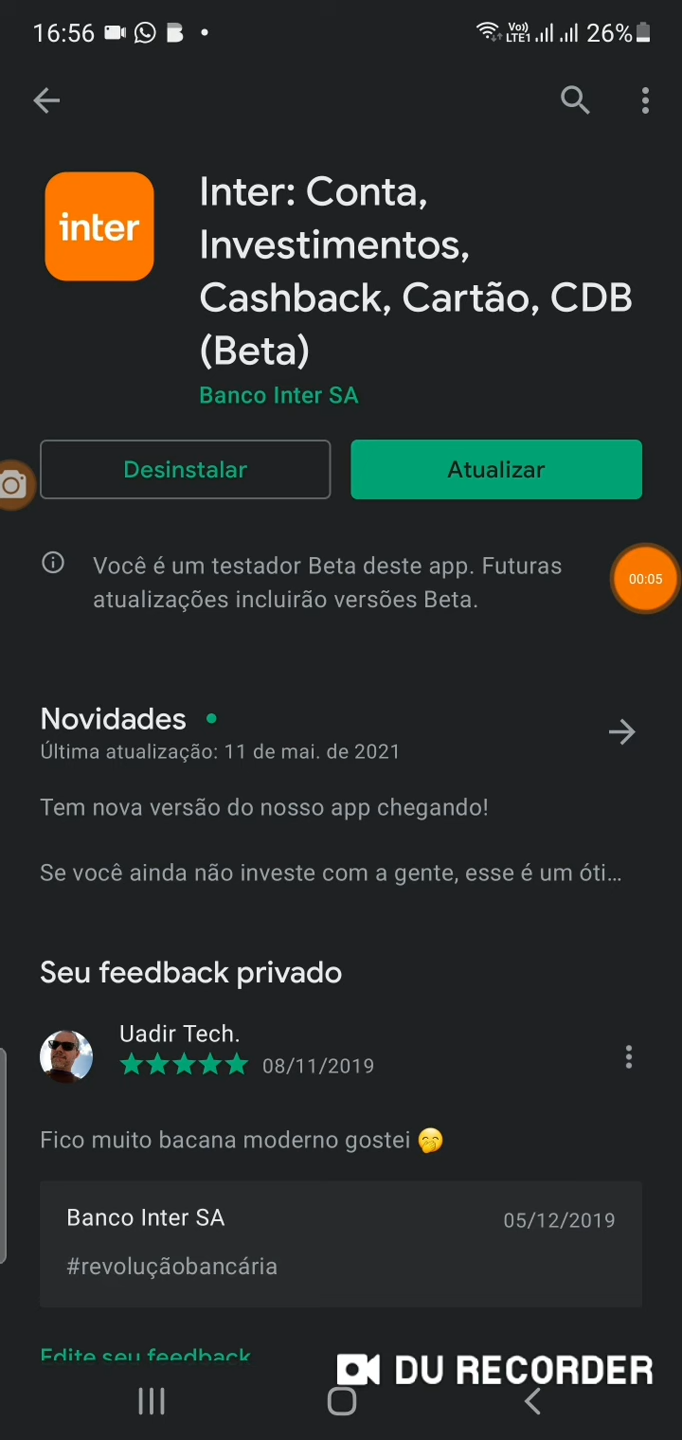 16:56
Vo)) LTE1 26%
inter
Inter: Conta,
Investimentos,
Cashback, Cartão, CDB
(Beta)
Banco Inter SA
Desinstalar
Atualizar
Você é um testador Beta deste app. Futuras
atualizações incluirão versões Beta.
00:05
Novidades
Última atualização: 11 de mai. de 2021
Tem nova versão do nosso app chegando!
Se você ainda não investe com a gente, esse é um óti...
Seu feedback privado
Uadir Tech.
08/11/2019
Fico muito bacana moderno gostei 🤭
Banco Inter SA
05/12/2019
#revoluçãobancária
Edite seu feedback
DU RECORDER